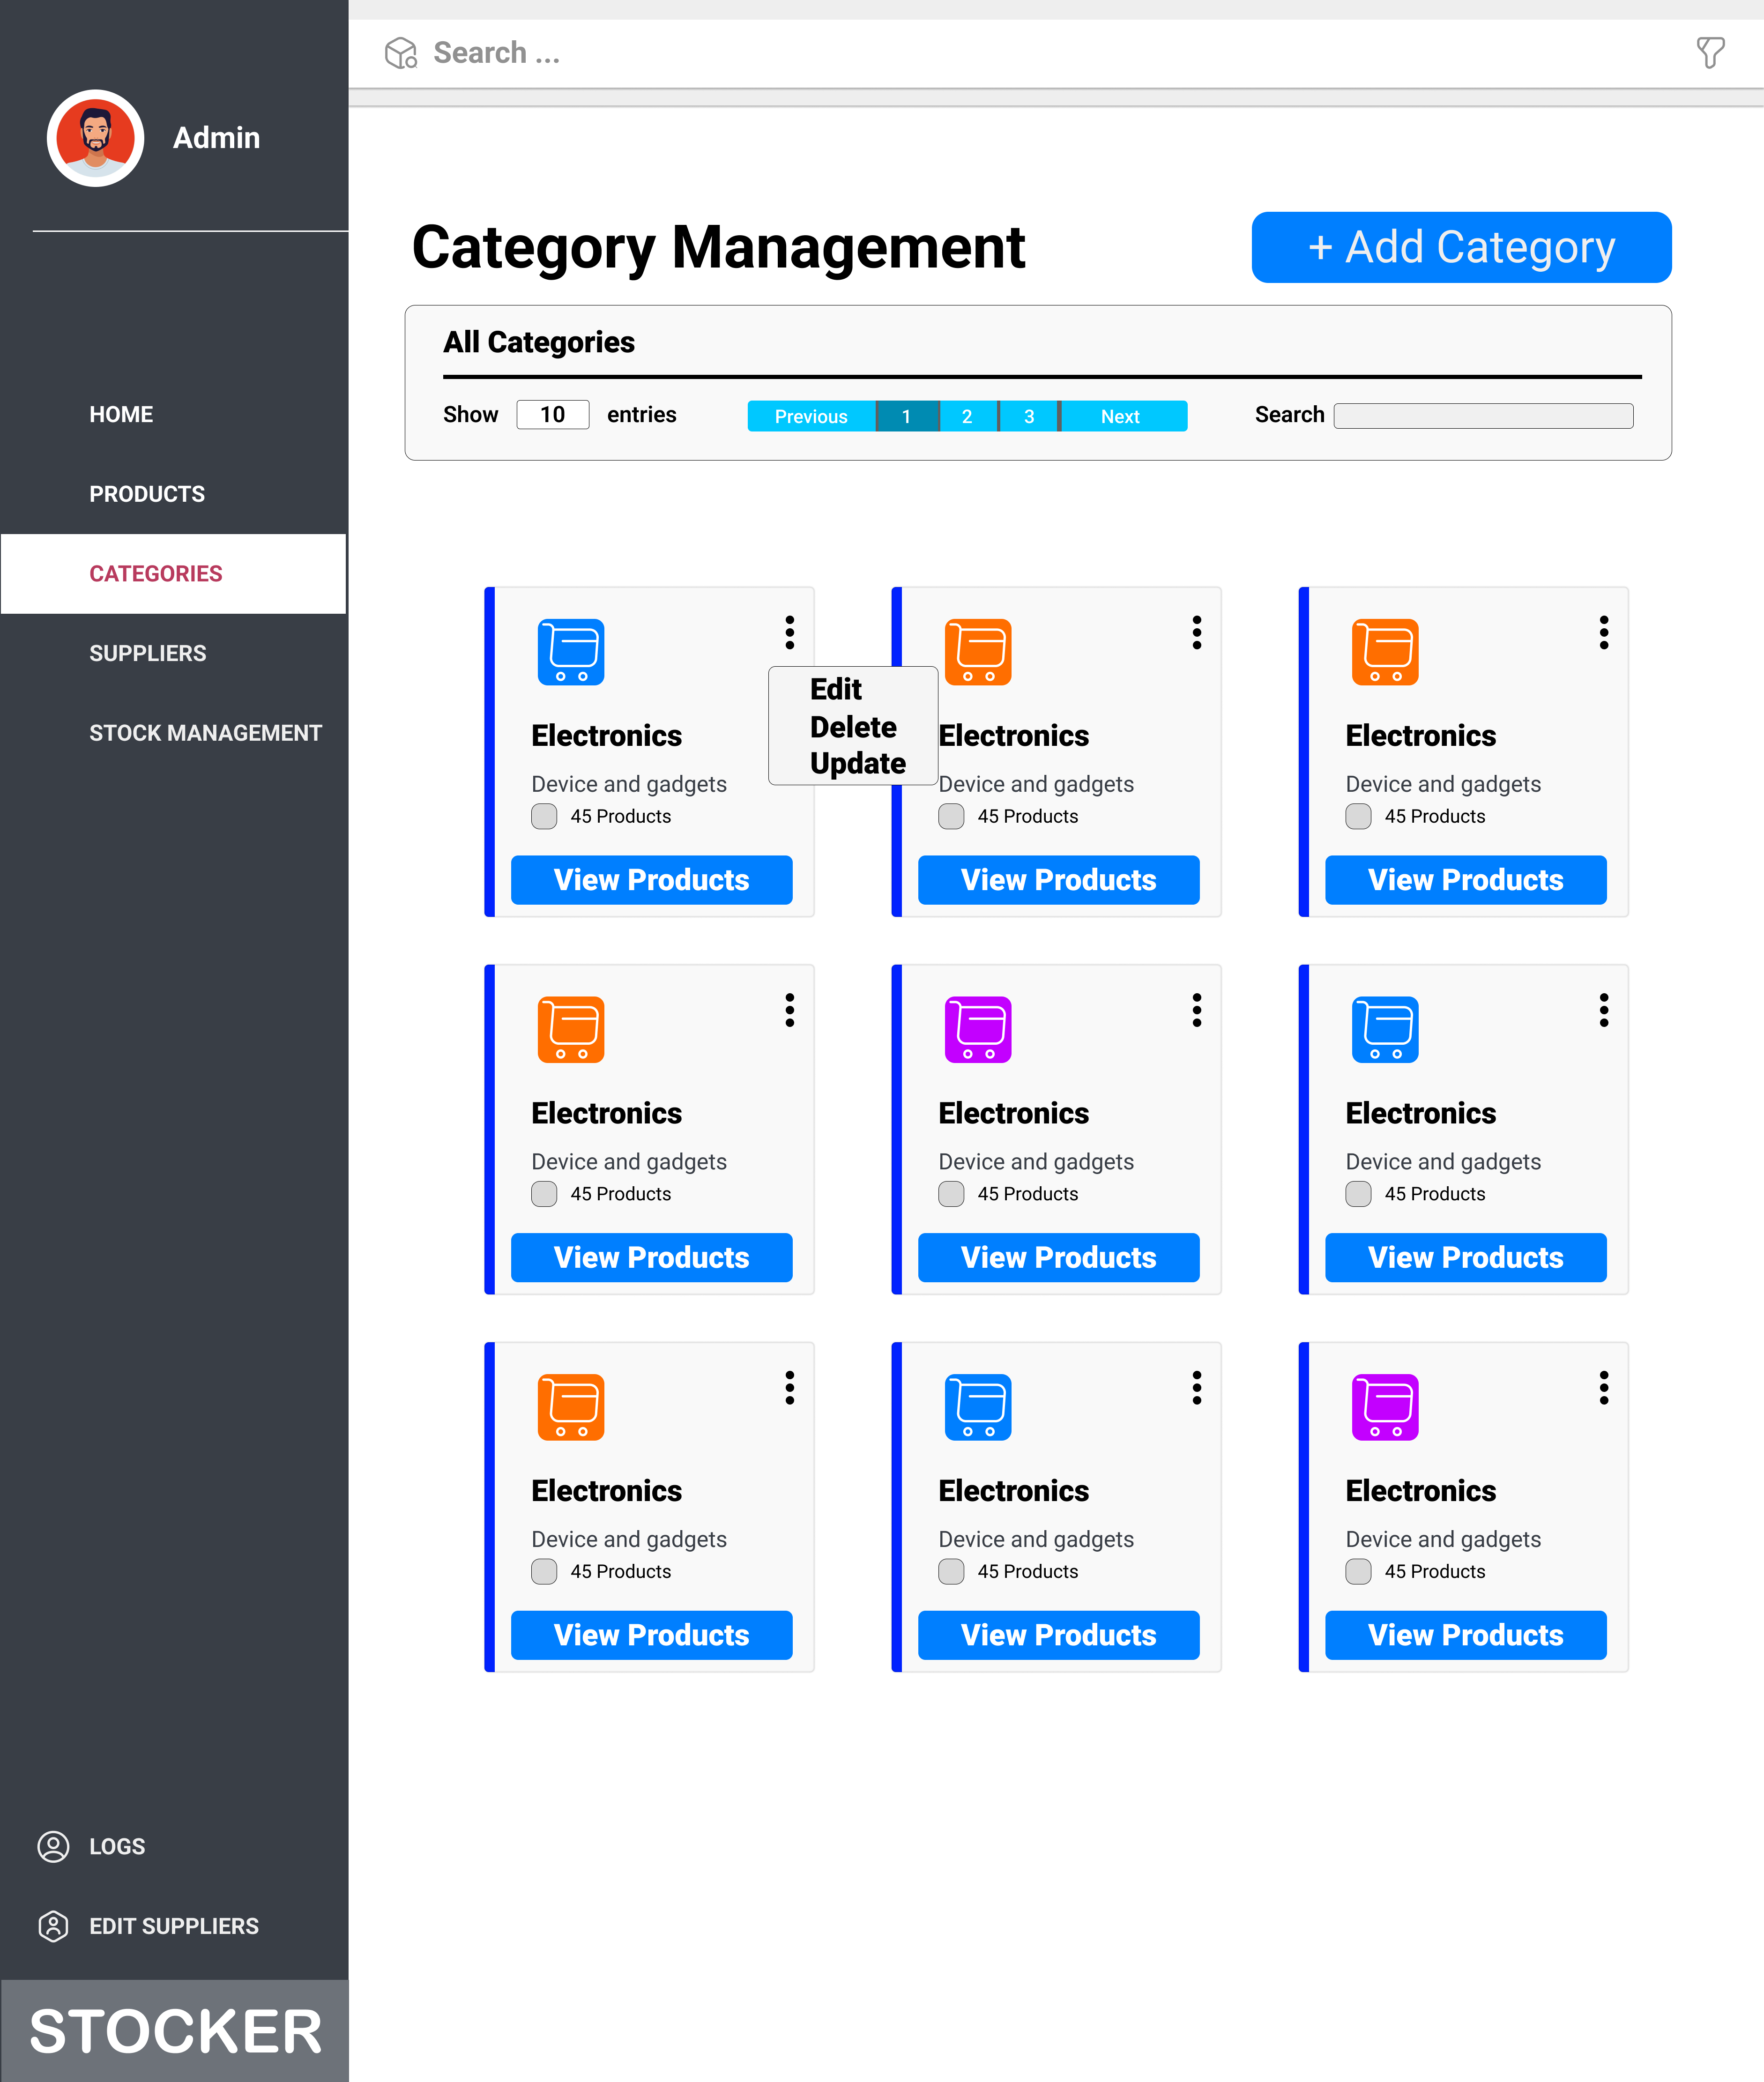 Admin
HOME
PRODUCTS
CATEGORIES
SUPPLIERS
STOCK MANAGEMENT
LOGS
EDIT SUPPLIERS
STOCKER
Search ...
Category Management
+ Add Category
All Categories
Show 10 entries Previous 1 2 3 Next Search
Electronics
Device and gadgets
45 Products
View Products
Edit
Delete
Update
Electronics
Device and gadgets
45 Products
View Products
Electronics
Device and gadgets
45 Products
View Products
Electronics
Device and gadgets
45 Products
View Products
Electronics
Device and gadgets
45 Products
View Products
Electronics
Device and gadgets
45 Products
View Products
Electronics
Device and gadgets
45 Products
View Products
Electronics
Device and gadgets
45 Products
View Products
Electronics
Device and gadgets
45 Products
View Products